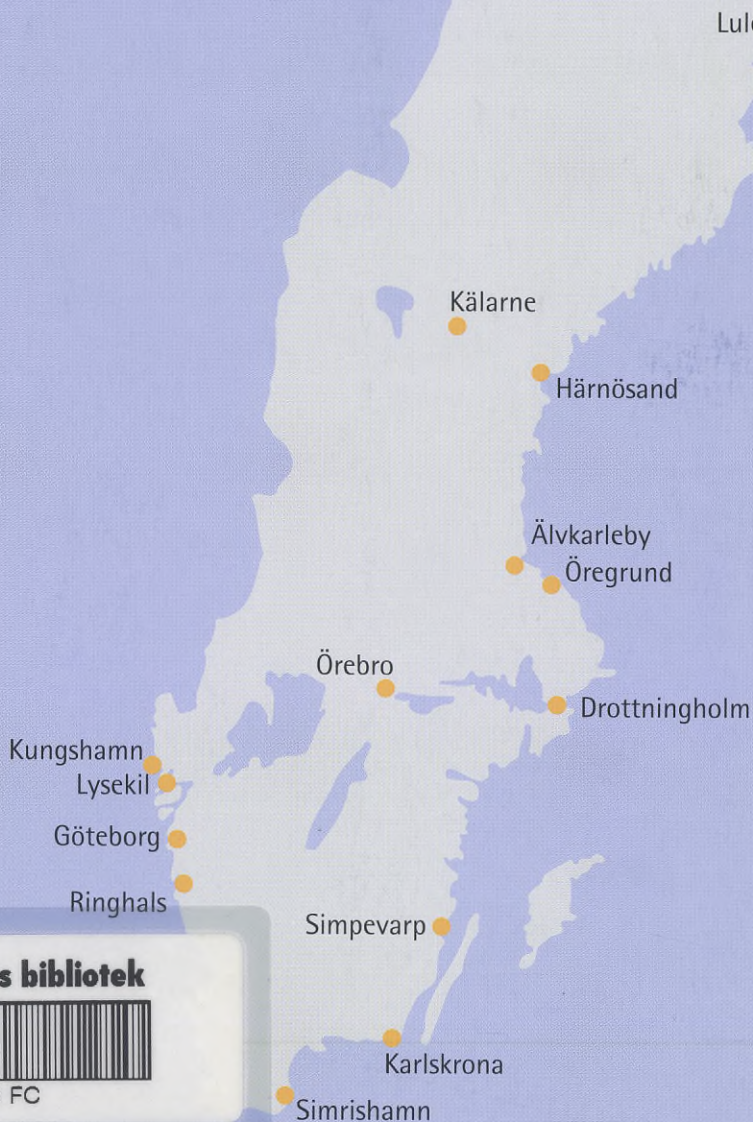 Kälarne
Härnösand
Älvkarleby
Öregrund
Örebro
Drottningholm
Kungshamn
Lysekil
Göteborg
Ringhals
Simpevarp
s bibliotek
Karlskrona
FC
Simrishamn